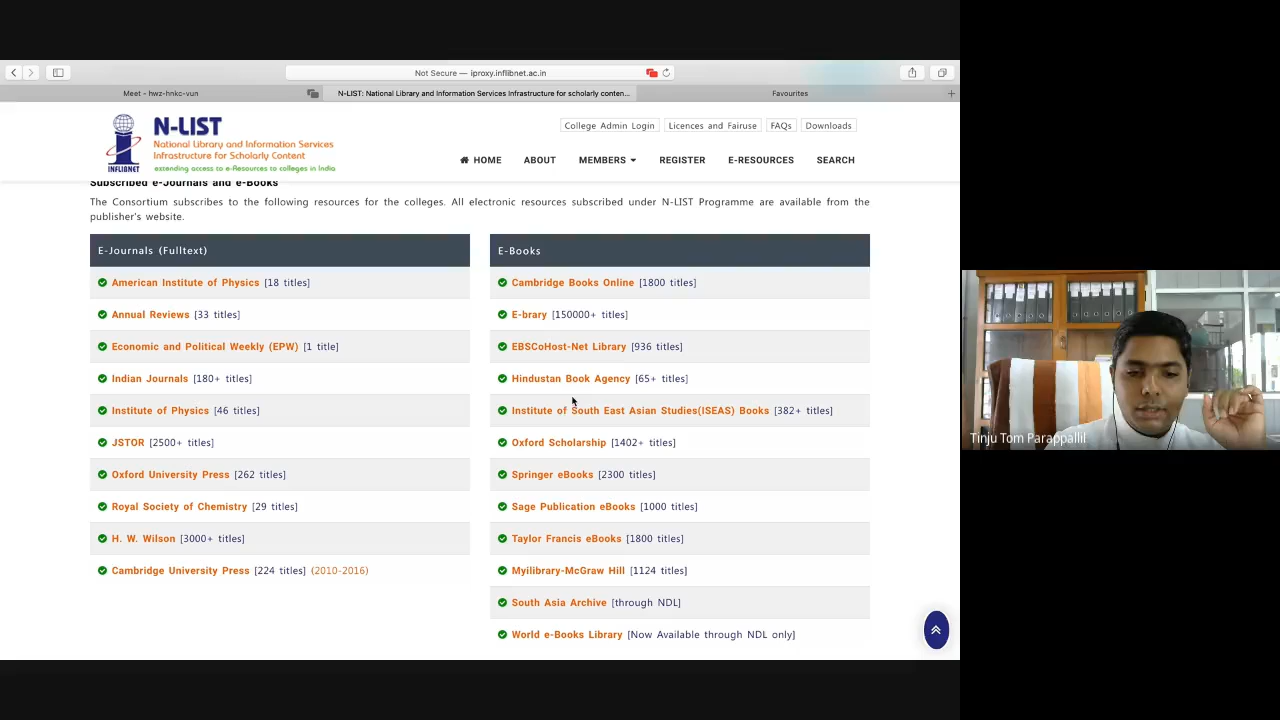 Not Secure — iproxy.inflibnet.ac.in
Meet - hwz-hnkc-vun
N-LIST: National Library and Information Services Infrastructure for scholarly conten...
Favourites
N-LIST
National Library and Information Services
Infrastructure for Scholarly Content
extending access to e-Resources to colleges in India
INFLIBNET
College Admin Login
Licences and Fairuse
FAQs
Downloads
HOME
ABOUT
MEMBERS
REGISTER
E-RESOURCES
SEARCH
Subscribed e-Journals and e-Books
The Consortium subscribes to the following resources for the colleges. All electronic resources subscribed under N-LIST Programme are available from the
publisher's website.
E-Journals (Fulltext)
American Institute of Physics [18 titles]
Annual Reviews [33 titles]
Economic and Political Weekly (EPW) [1 title]
Indian Journals [180+ titles]
Institute of Physics [46 titles]
JSTOR [2500+ titles]
Oxford University Press [262 titles]
Royal Society of Chemistry [29 titles]
H. W. Wilson [3000+ titles]
Cambridge University Press [224 titles] (2010-2016)
E-Books
Cambridge Books Online [1800 titles]
E-brary [150000+ titles]
EBSCoHost-Net Library [936 titles]
Hindustan Book Agency [65+ titles]
Institute of South East Asian Studies(ISEAS) Books [382+ titles]
Oxford Scholarship [1402+ titles]
Springer eBooks [2300 titles]
Sage Publication eBooks [1000 titles]
Taylor Francis eBooks [1800 titles]
Myilibrary-McGraw Hill [1124 titles]
South Asia Archive [through NDL]
World e-Books Library [Now Available through NDL only]
Tinju Tom Parappallil